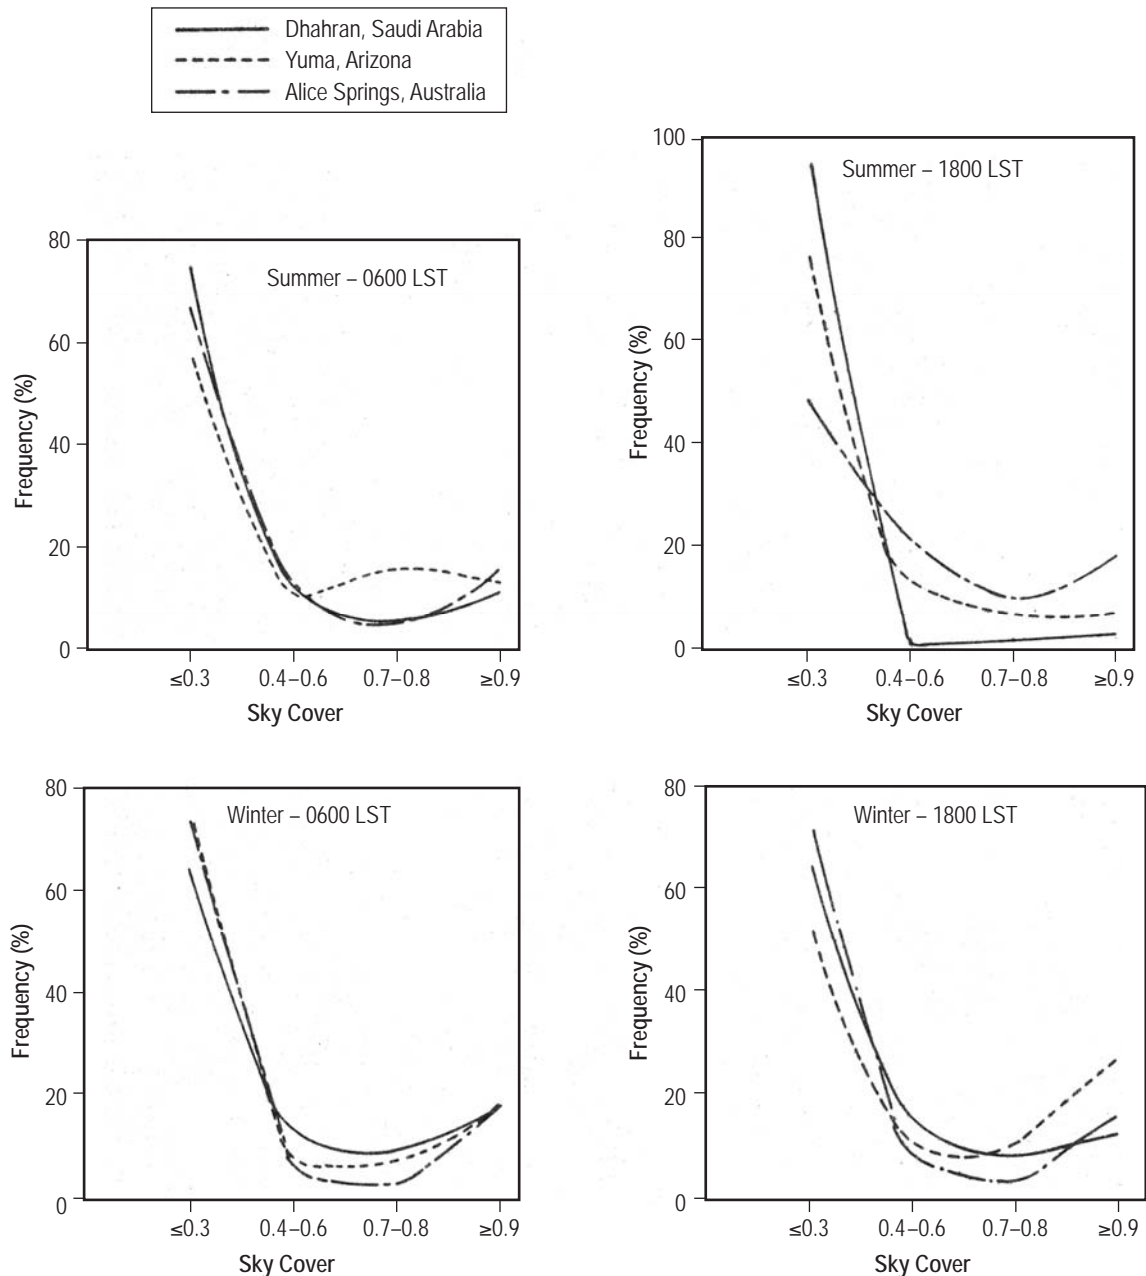 Dhahran, Saudi Arabia
Yuma, Arizona
Alice Springs, Australia
Summer – 0600 LST
Frequency (%)
80
60
40
20
0
≤0.3 0.4–0.6 0.7–0.8 ≥0.9
Sky Cover
Summer – 1800 LST
Frequency (%)
100
80
60
40
20
0
≤0.3 0.4–0.6 0.7–0.8 ≥0.9
Sky Cover
Winter – 0600 LST
Frequency (%)
80
60
40
20
0
≤0.3 0.4–0.6 0.7–0.8 ≥0.9
Sky Cover
Winter – 1800 LST
Frequency (%)
80
60
40
20
0
≤0.3 0.4–0.6 0.7–0.8 ≥0.9
Sky Cover